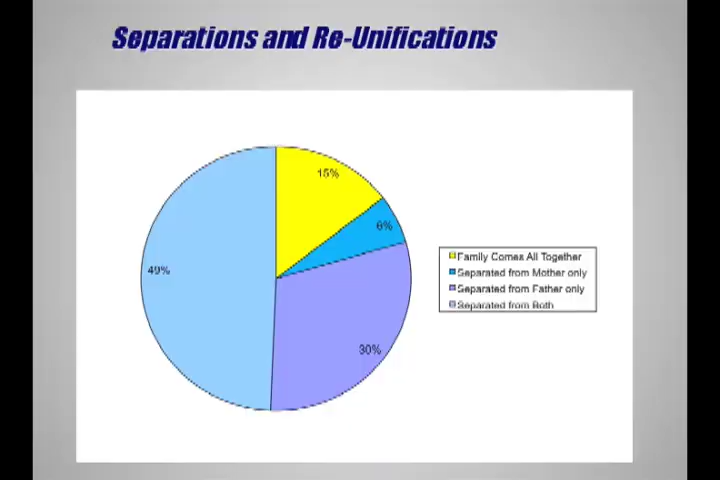 Separations and Re-Unifications
15%
6%
49%
30%
Family Comes All Together
Separated from Mother only
Separated from Father only
Separated from Both